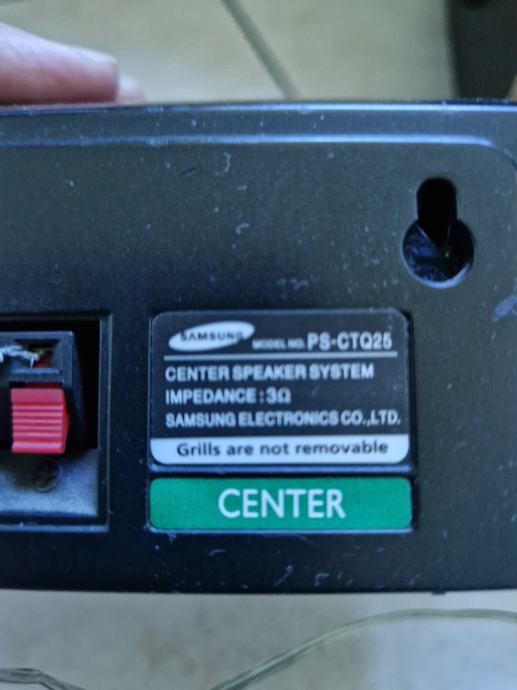 SAMSUNG MODEL NO. PS-CTQ25
CENTER SPEAKER SYSTEM
IMPEDANCE : 3Ω
SAMSUNG ELECTRONICS CO.,LTD.
Grills are not removable
CENTER